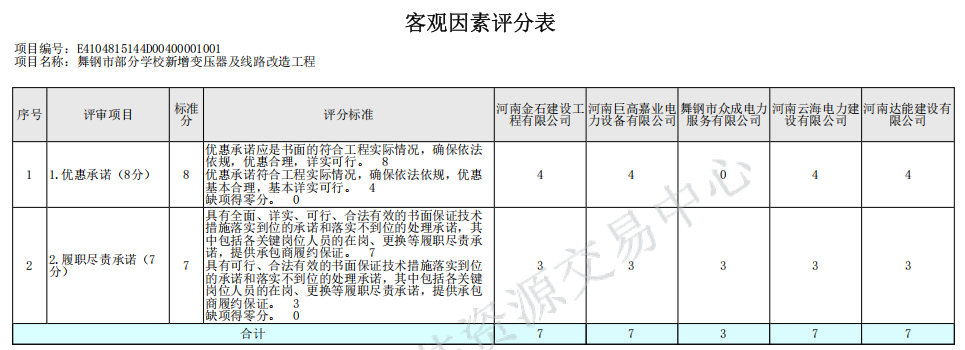 客观因素评分表
项目编号：E4104815144D00400001001
项目名称：舞钢市部分学校新增变压器及线路改造工程
序号 评审项目 标准分 评分标准 河南金石建设工程有限公司 河南巨高嘉业电力设备有限公司 舞钢市众成电力服务有限公司 河南云海电力建设有限公司 河南达能建设有限公司
1 1.优惠承诺（8分） 8
优惠承诺应是书面的符合工程实际情况，确保依法
依规，优惠合理，详实可行。 8
优惠承诺符合工程实际情况，确保依法依规，优惠
基本合理，基本详实可行。 4
缺项得零分。 0
4 4 0 4 4
2 2.履职尽责承诺（7分） 7
具有全面、详实、可行、合法有效的书面保证技术
措施落实到位的承诺和落实不到位的处理承诺，其
中包括各关键岗位人员的在岗、更换等履职尽责承
诺，提供承包商履约保证。 7
具有可行、合法有效的书面保证技术措施落实到位
的承诺和落实不到位的处理承诺，其中包括各关键
岗位人员的在岗、更换等履职尽责承诺，提供承包
商履约保证。 3
缺项得零分。 0
3 3 3 3 3
合计 7 7 3 7 7
资源交易中心